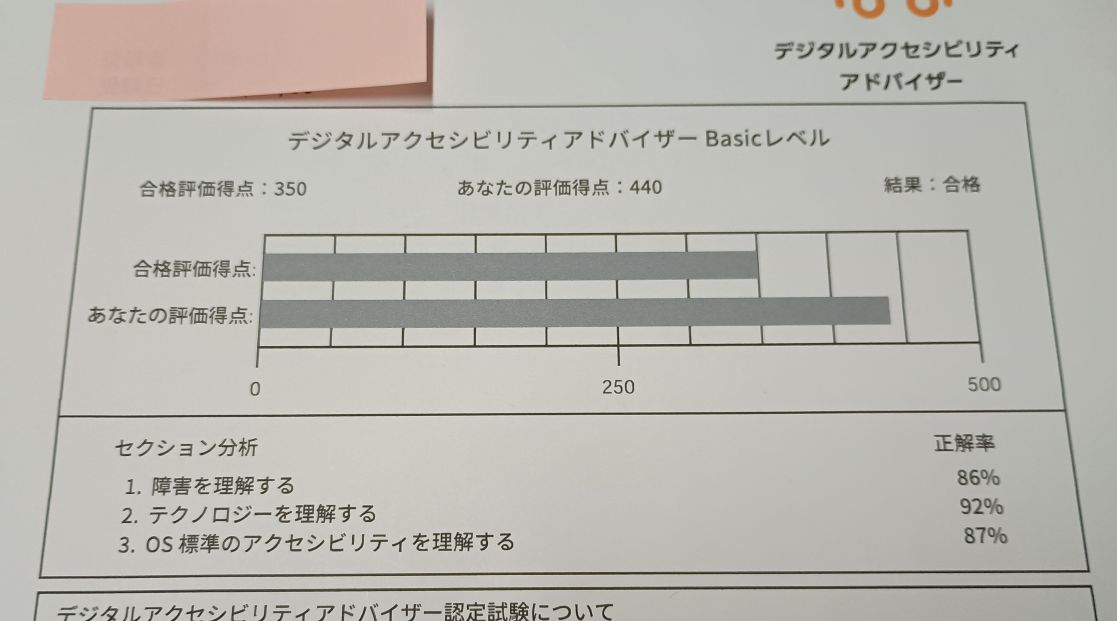 デジタルアクセシビリティ
アドバイザー
デジタルアクセシビリティアドバイザー Basicレベル
合格評価得点：350 あなたの評価得点：440 結果：合格
合格評価得点:
あなたの評価得点:
0 250 500
セクション分析 正解率
1. 障害を理解する 86%
2. テクノロジーを理解する 92%
3. OS 標準のアクセシビリティを理解する 87%
デジタルアクセシビリティアドバイザー認定試験について